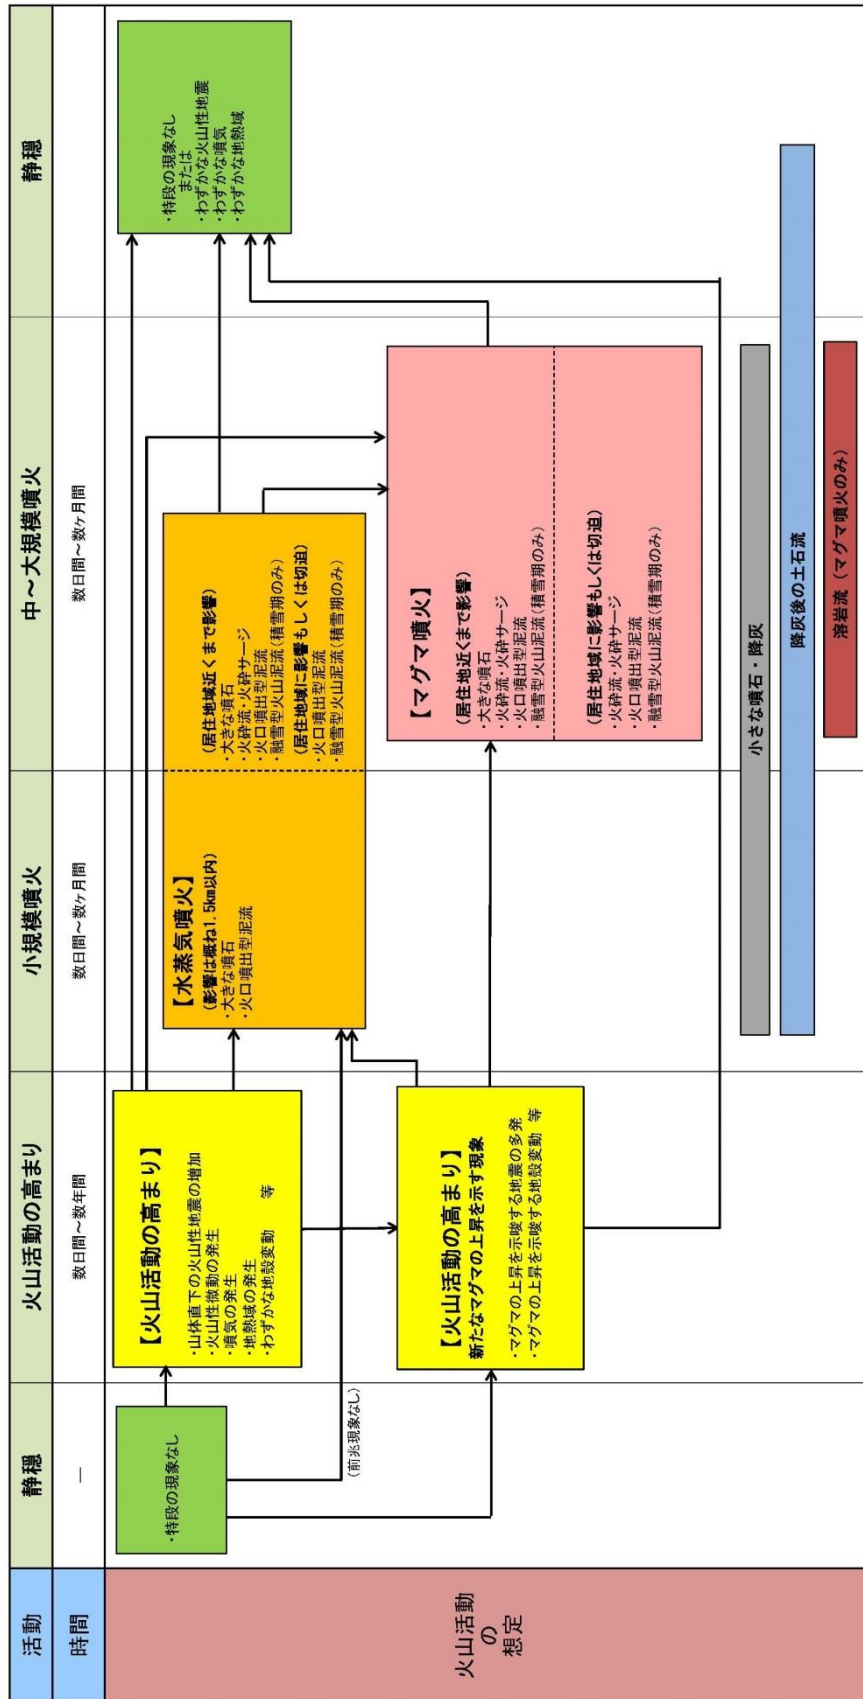 活動
静穏
火山活動の高まり
小規模噴火
中～大規模噴火
静穏
時間
―
数日間～数年間
数日間～数ヶ月間
数日間～数ヶ月間
火山活動
の
想定
・特段の現象なし
(前兆現象なし)
【火山活動の高まり】
・山体直下の火山性地震の増加
・火山性微動の発生
・噴気の発生
・地熱域の発生
・わずかな地殻変動　等
【火山活動の高まり】
新たなマグマの上昇を示す現象
・マグマの上昇を示唆する地震の多発
・マグマの上昇を示唆する地殻変動 等
【水蒸気噴火】
(影響は概ね1.5km以内)
・大きな噴石
・火口噴出型泥流
(居住地域近くまで影響)
・大きな噴石
・火砕流・火砕サージ
・火口噴出型泥流
・融雪型火山泥流(積雪期のみ)
(居住地域に影響もしくは切迫)
・火口噴出型泥流
・融雪型火山泥流(積雪期のみ)
【マグマ噴火】
(居住地近くまで影響)
・大きな噴石
・火砕流・火砕サージ
・火口噴出型泥流
・融雪型火山泥流(積雪期のみ)
(居住地域に影響もしくは切迫)
・火砕流・火砕サージ
・火口噴出型泥流
・融雪型火山泥流(積雪期のみ)
・特段の現象なし
または
・わずかな火山性地震
・わずかな噴気
・わずかな地熱域
小さな噴石・降灰
降灰後の土石流
溶岩流（マグマ噴火のみ）